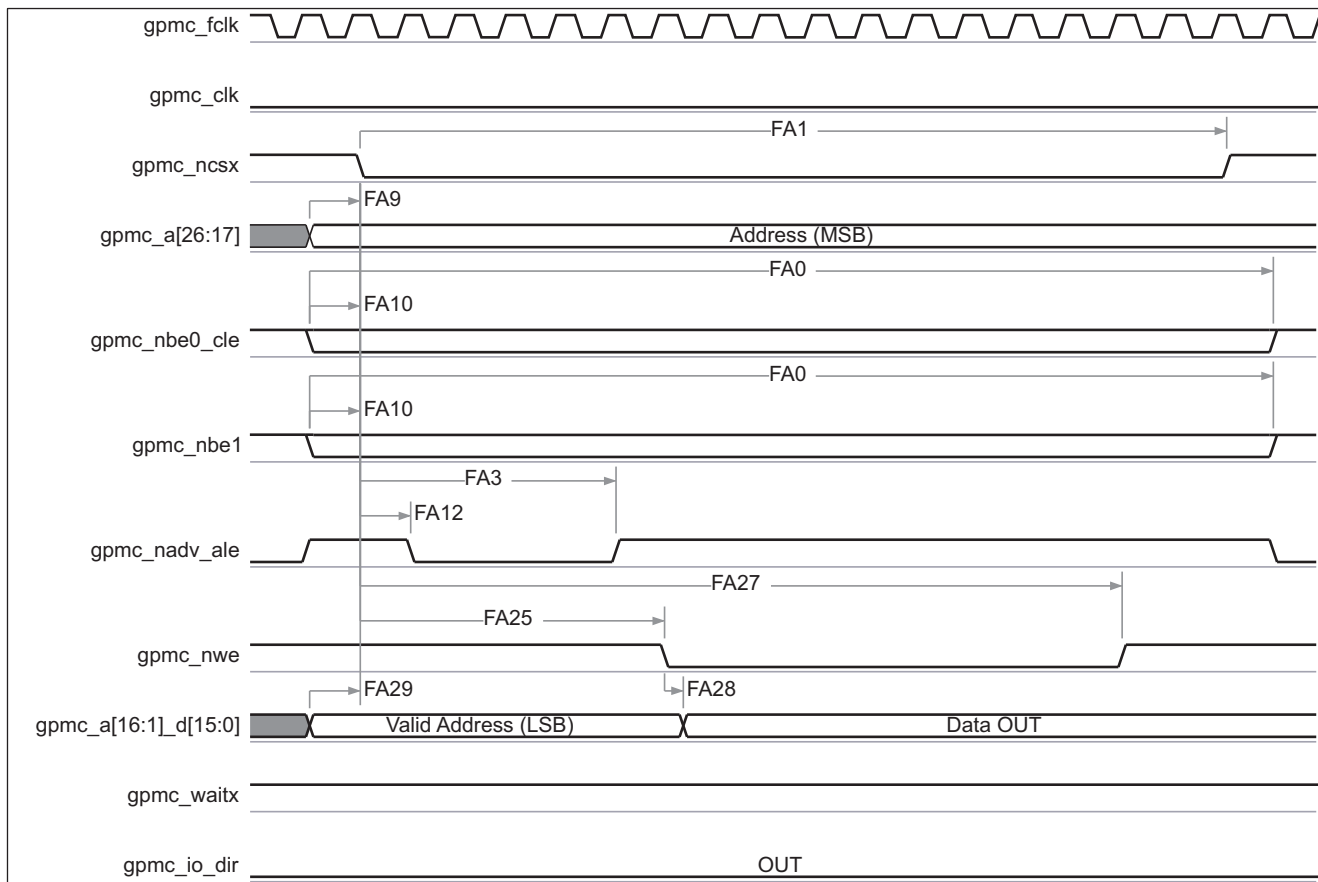 gpmc_fclk
gpmc_clk
FA1
gpmc_ncsx
FA9
gpmc_a[26:17]
Address (MSB)
FA0
FA10
gpmc_nbe0_cle
FA0
FA10
gpmc_nbe1
FA3
FA12
gpmc_nadv_ale
FA27
FA25
gpmc_nwe
FA29
FA28
gpmc_a[16:1]_d[15:0]
Valid Address (LSB)
Data OUT
gpmc_waitx
gpmc_io_dir
OUT